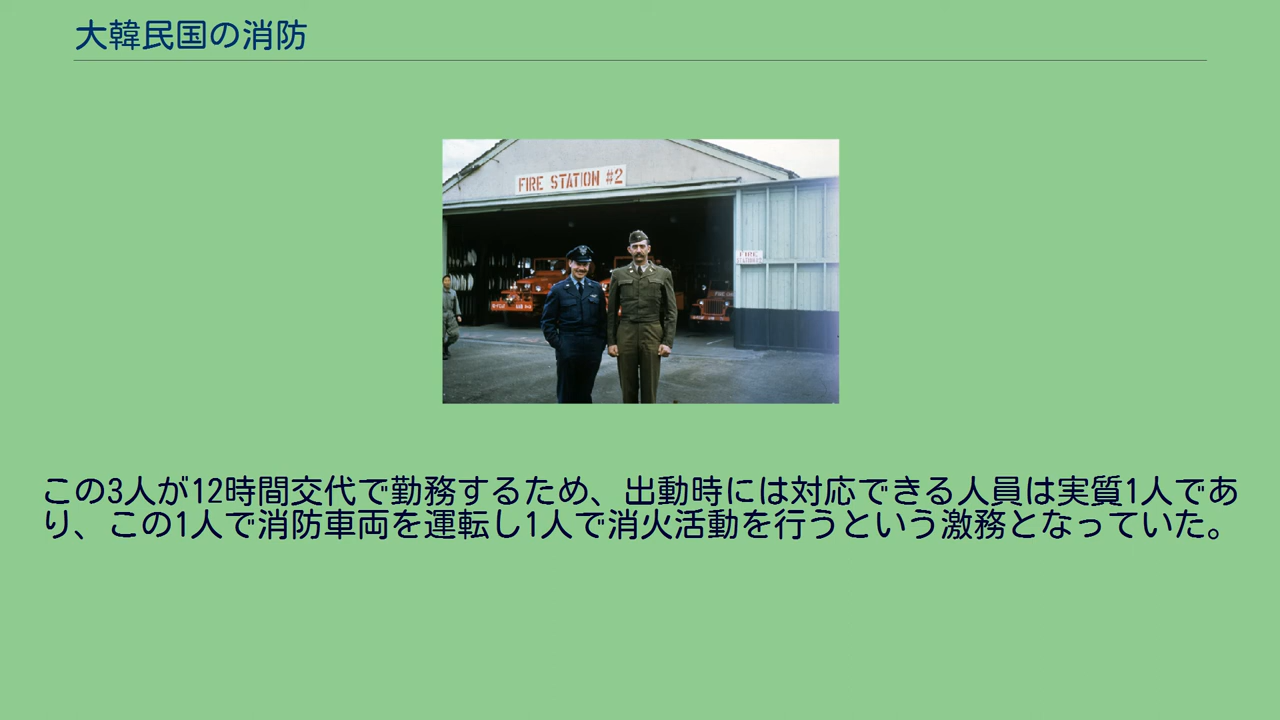 大韓民国の消防
FIRE STATION #2
FIRE
この3人が12時間交代で勤務するため、出動時には対応できる人員は実質1人であ
り、この1人で消防車両を運転し1人で消火活動を行うという激務となっていた。